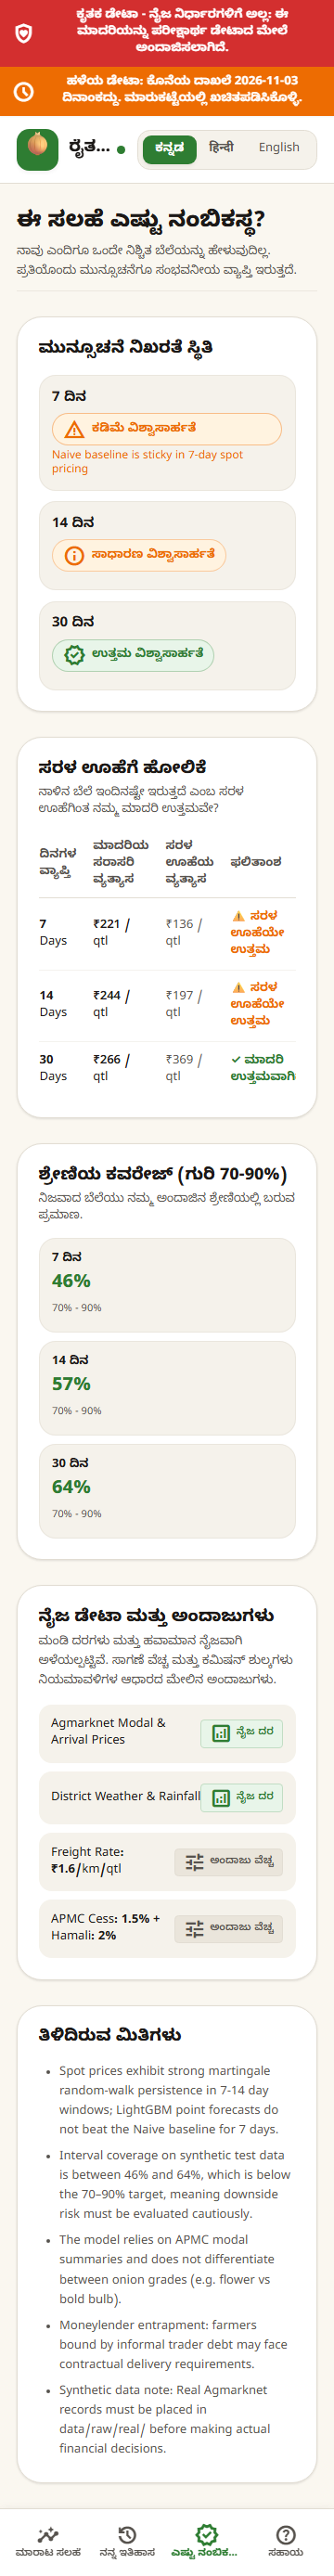 ಕೃತಕ ಡೇಟಾ - ನೈಜ ನಿರ್ಧಾರಗಳಿಗೆ ಅಲ್ಲ: ಈ
ಮಾದರಿಯನ್ನು ಪರೀಕ್ಷಾರ್ಥ ಡೇಟಾದ ಮೇಲೆ
ಅಂದಾಜಿಸಲಾಗಿದೆ.
ಹಳೆಯ ಡೇಟಾ: ಕೊನೆಯ ದಾಖಲೆ 2026-11-03
ದಿನಾಂಕದ್ದು. ಮಾರುಕಟ್ಟೆಯಲ್ಲಿ ಖಚಿತಪಡಿಸಿಕೊಳ್ಳಿ.
ರೈತ...
ಕನ್ನಡ
हिन्दी
English
ಈ ಸಲಹೆ ಎಷ್ಟು ನಂಬಿಕಸ್ಥ?
ನಾವು ಎಂದಿಗೂ ಒಂದೇ ನಿಶ್ಚಿತ ಬೆಲೆಯನ್ನು ಹೇಳುವುದಿಲ್ಲ.
ಪ್ರತಿಯೊಂದು ಮುನ್ಸೂಚನೆಗೂ ಸಂಭವನೀಯ ವ್ಯಾಪ್ತಿ ಇರುತ್ತದೆ.
ಮುನ್ಸೂಚನೆ ನಿಖರತೆ ಸ್ಥಿತಿ
7 ದಿನ
ಕಡಿಮೆ ವಿಶ್ವಾಸಾರ್ಹತೆ
Naive baseline is sticky in 7-day spot
pricing
14 ದಿನ
ಸಾಧಾರಣ ವಿಶ್ವಾಸಾರ್ಹತೆ
30 ದಿನ
ಉತ್ತಮ ವಿಶ್ವಾಸಾರ್ಹತೆ
ಸರಳ ಊಹೆಗೆ ಹೋಲಿಕೆ
ನಾಳಿನ ಬೆಲೆ ಇಂದಿನಷ್ಟೇ ಇರುತ್ತದೆ ಎಂಬ ಸರಳ
ಊಹೆಗಿಂತ ನಮ್ಮ ಮಾದರಿ ಉತ್ತಮವೇ?
ದಿನಗಳ
ವ್ಯಾಪ್ತಿ
ಮಾದರಿಯ
ಸರಾಸರಿ
ವ್ಯತ್ಯಾಸ
ಸರಳ
ಊಹೆಯ
ವ್ಯತ್ಯಾಸ
ಫಲಿತಾಂಶ
7
Days
₹221 /
qtl
₹136 /
qtl
⚠️ ಸರಳ
ಊಹೆಯೇ
ಉತ್ತಮ
14
Days
₹244 /
qtl
₹197 /
qtl
⚠️ ಸರಳ
ಊಹೆಯೇ
ಉತ್ತಮ
30
Days
₹266 /
qtl
₹369 /
qtl
✓ ಮಾದರಿ
ಉತ್ತಮವಾಗಿ
ಶ್ರೇಣಿಯ ಕವರೇಜ್ (ಗುರಿ 70-90%)
ನಿಜವಾದ ಬೆಲೆಯು ನಮ್ಮ ಅಂದಾಜಿನ ಶ್ರೇಣಿಯಲ್ಲಿ ಬರುವ
ಪ್ರಮಾಣ.
7 ದಿನ
46%
70% - 90%
14 ದಿನ
57%
70% - 90%
30 ದಿನ
64%
70% - 90%
ನೈಜ ಡೇಟಾ ಮತ್ತು ಅಂದಾಜುಗಳು
ಮಂಡಿ ದರಗಳು ಮತ್ತು ಹವಾಮಾನ ನೈಜವಾಗಿ
ಅಳೆಯಲ್ಪಟ್ಟಿವೆ. ಸಾಗಣೆ ವೆಚ್ಚ ಮತ್ತು ಕಮಿಷನ್ ಶುಲ್ಕಗಳು
ನಿಯಮಾವಳಿಗಳ ಆಧಾರದ ಮೇಲಿನ ಅಂದಾಜುಗಳು.
Agmarknet Modal &
Arrival Prices
ನೈಜ ದರ
District Weather & Rainfall
ನೈಜ ದರ
Freight Rate:
₹1.6/km/qtl
ಅಂದಾಜು ವೆಚ್ಚ
APMC Cess: 1.5% +
Hamali: 2%
ಅಂದಾಜು ವೆಚ್ಚ
ತಿಳಿದಿರುವ ಮಿತಿಗಳು
• Spot prices exhibit strong martingale
random-walk persistence in 7-14 day
windows; LightGBM point forecasts do
not beat the Naive baseline for 7 days.
• Interval coverage on synthetic test data
is between 46% and 64%, which is below
the 70–90% target, meaning downside
risk must be evaluated cautiously.
• The model relies on APMC modal
summaries and does not differentiate
between onion grades (e.g. flower vs
bold bulb).
• Moneylender entrapment: farmers
bound by informal trader debt may face
contractual delivery requirements.
• Synthetic data note: Real Agmarknet
records must be placed in
data/raw/real/ before making actual
financial decisions.
ಮಾರಾಟ ಸಲಹೆ
ನನ್ನ ಇತಿಹಾಸ
ಎಷ್ಟು ನಂಬಿಕ...
ಸಹಾಯ